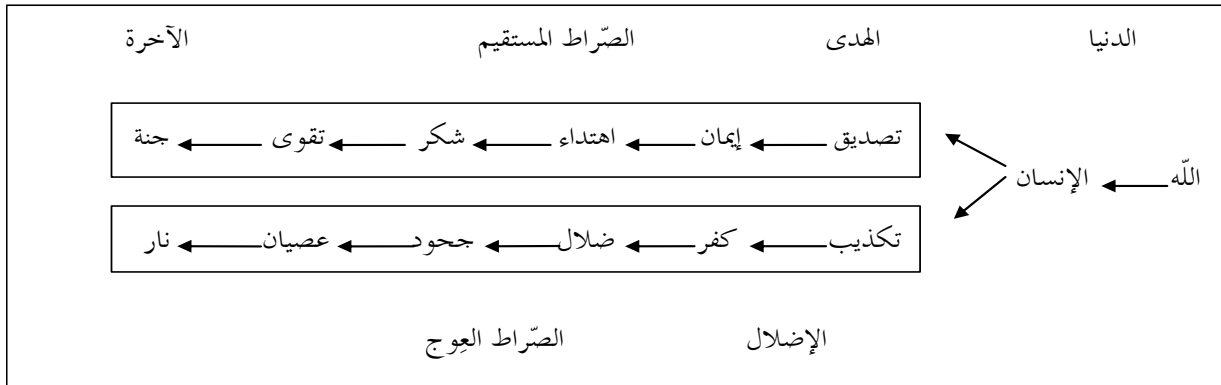 الدنيا الهدى الصّراط المستقيم الآخرة
تصديق إيمان اهتداء شكر تقوى جنة
اللّه الإنسان
تكذيب كفر ضلال جحود عصيان نار
الإضلال الصّراط العِوج